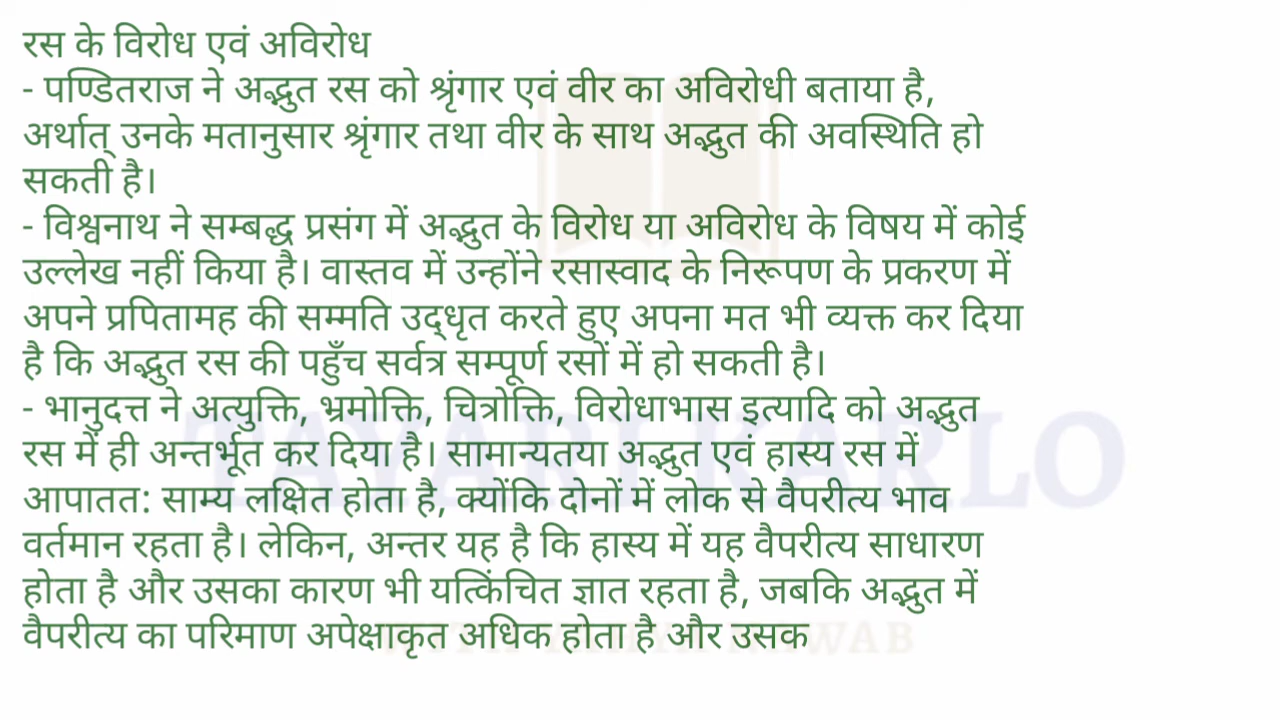 रस के विरोध एवं अविरोध
- पण्डितराज ने अद्भुत रस को श्रृंगार एवं वीर का अविरोधी बताया है,
अर्थात् उनके मतानुसार श्रृंगार तथा वीर के साथ अद्भुत की अवस्थिति हो
सकती है।
- विश्वनाथ ने सम्बद्ध प्रसंग में अद्भुत के विरोध या अविरोध के विषय में कोई
उल्लेख नहीं किया है। वास्तव में उन्होंने रसास्वाद के निरूपण के प्रकरण में
अपने प्रपितामह की सम्मति उद्धृत करते हुए अपना मत भी व्यक्त कर दिया
है कि अद्भुत रस की पहुँच सर्वत्र सम्पूर्ण रसों में हो सकती है।
- भानुदत्त ने अत्युक्ति, भ्रमोक्ति, चित्रोक्ति, विरोधाभास इत्यादि को अद्भुत
रस में ही अन्तर्भूत कर दिया है। सामान्यतया अद्भुत एवं हास्य रस में
आपातत: साम्य लक्षित होता है, क्योंकि दोनों में लोक से वैपरीत्य भाव
वर्तमान रहता है। लेकिन, अन्तर यह है कि हास्य में यह वैपरीत्य साधारण
होता है और उसका कारण भी यत्किंचित ज्ञात रहता है, जबकि अद्भुत में
वैपरीत्य का परिमाण अपेक्षाकृत अधिक होता है और उसक
TAYARI KARLO